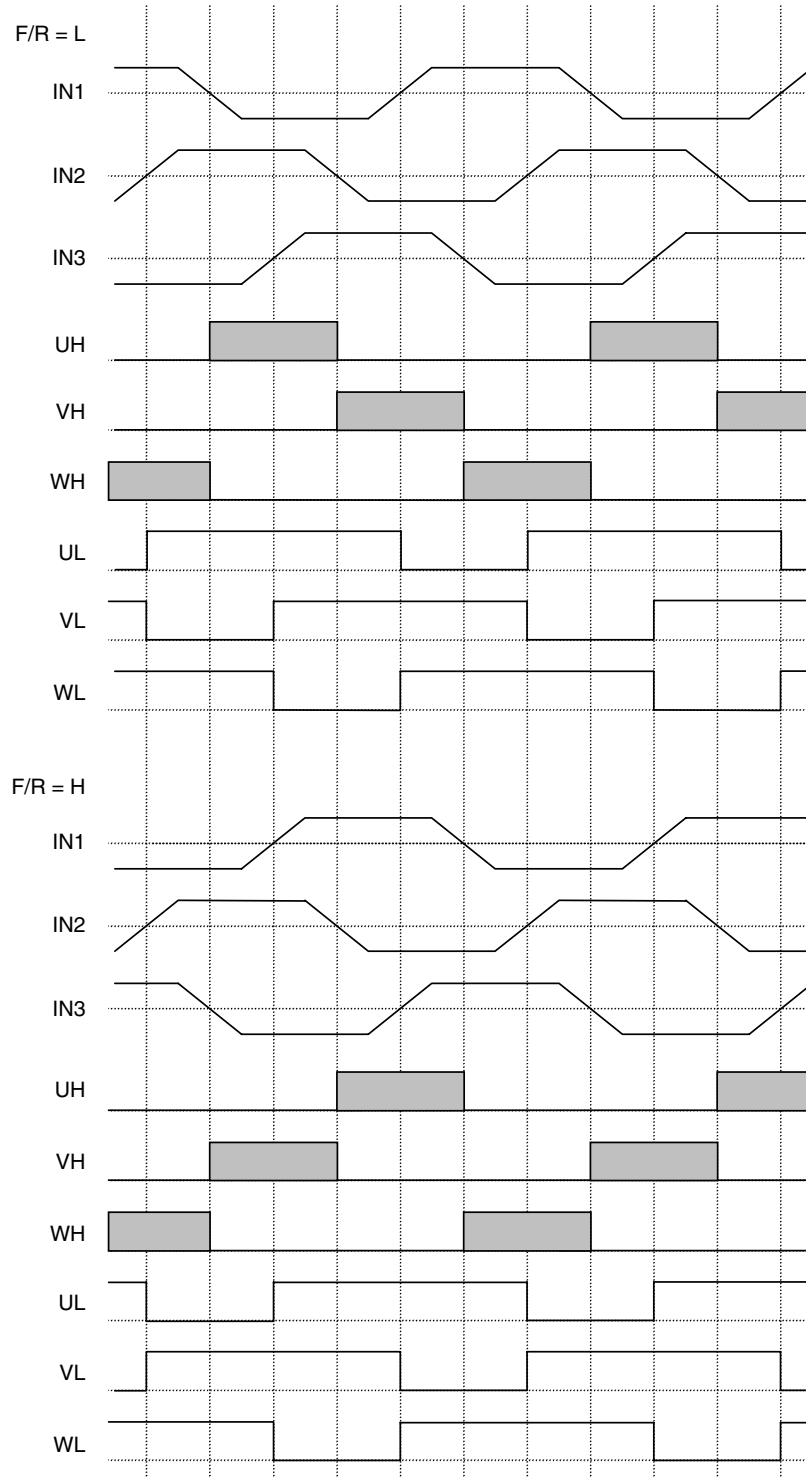 F/R = L
IN1
IN2
IN3
UH
VH
WH
UL
VL
WL
F/R = H
IN1
IN2
IN3
UH
VH
WH
UL
VL
WL